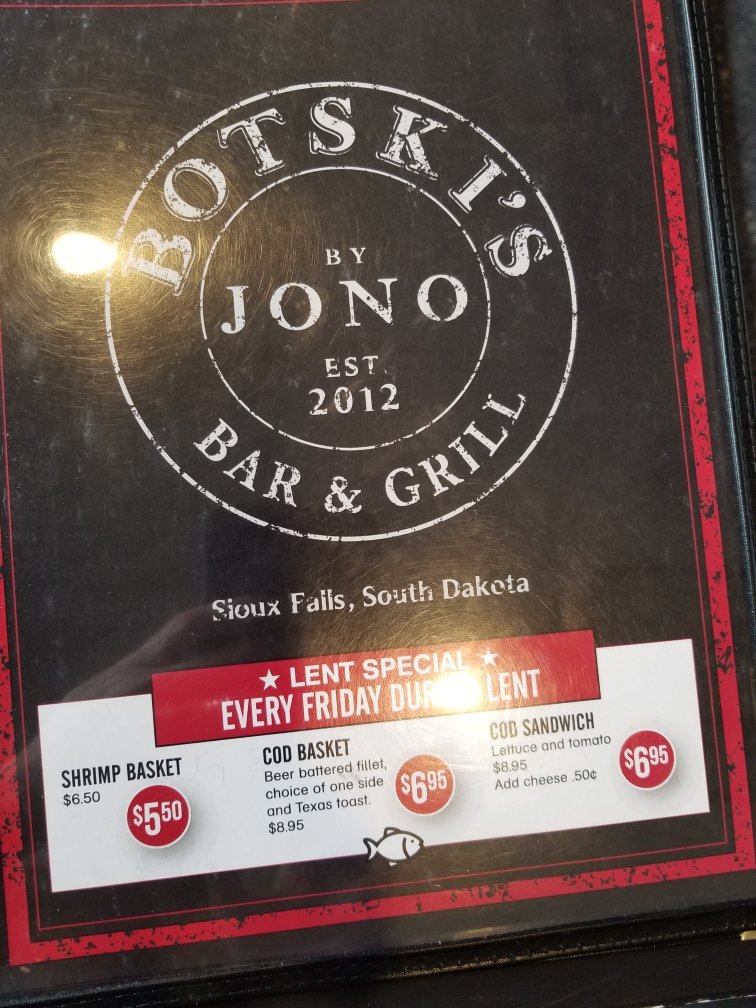 BOTSKI'S
BY
JONO
EST.
2012
BAR & GRILL
Sioux Falls, South Dakota
★ LENT SPECIAL ★
EVERY FRIDAY LENT
SHRIMP BASKET
$6.50
$5.50
COD BASKET
Beer battered fillet,
choice of one side
and Texas toast.
$8.95
$6.95
COD SANDWICH
Lettuce and tomato
$8.95
Add cheese .50¢
$6.95